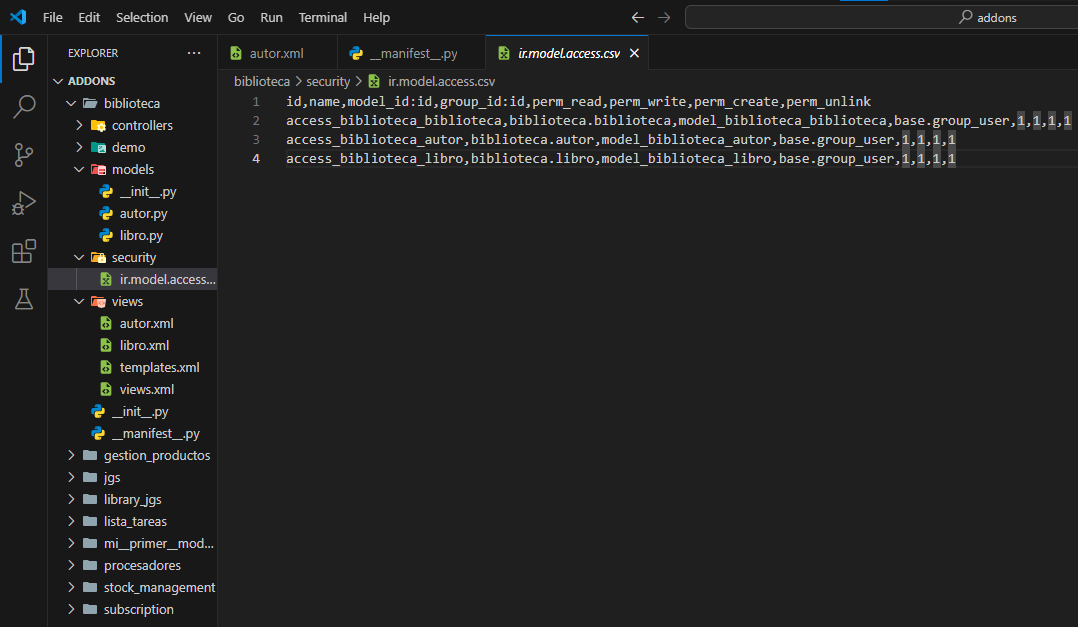 File Edit Selection View Go Run Terminal Help
addons
EXPLORER ...
autor.xml
__manifest__.py
ir.model.access.csv
ADDONS
biblioteca
controllers
demo
models
__init__.py
autor.py
libro.py
security
ir.model.access...
views
autor.xml
libro.xml
templates.xml
views.xml
__init__.py
__manifest__.py
gestion_productos
jgs
library_jgs
lista_tareas
mi__primer__mod...
procesadores
stock_management
subscription
biblioteca > security > ir.model.access.csv
1 id,name,model_id:id,group_id:id,perm_read,perm_write,perm_create,perm_unlink
2 access_biblioteca_biblioteca,biblioteca.biblioteca,model_biblioteca_biblioteca,base.group_user,1,1,1,1
3 access_biblioteca_autor,biblioteca.autor,model_biblioteca_autor,base.group_user,1,1,1,1
4 access_biblioteca_libro,biblioteca.libro,model_biblioteca_libro,base.group_user,1,1,1,1